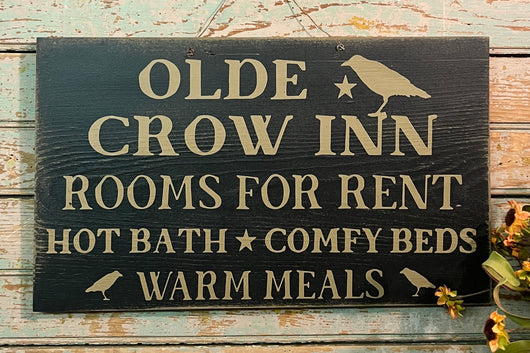 OLDE
CROW INN
ROOMS FOR RENT
HOT BATH ★ COMFY BEDS
WARM MEALS